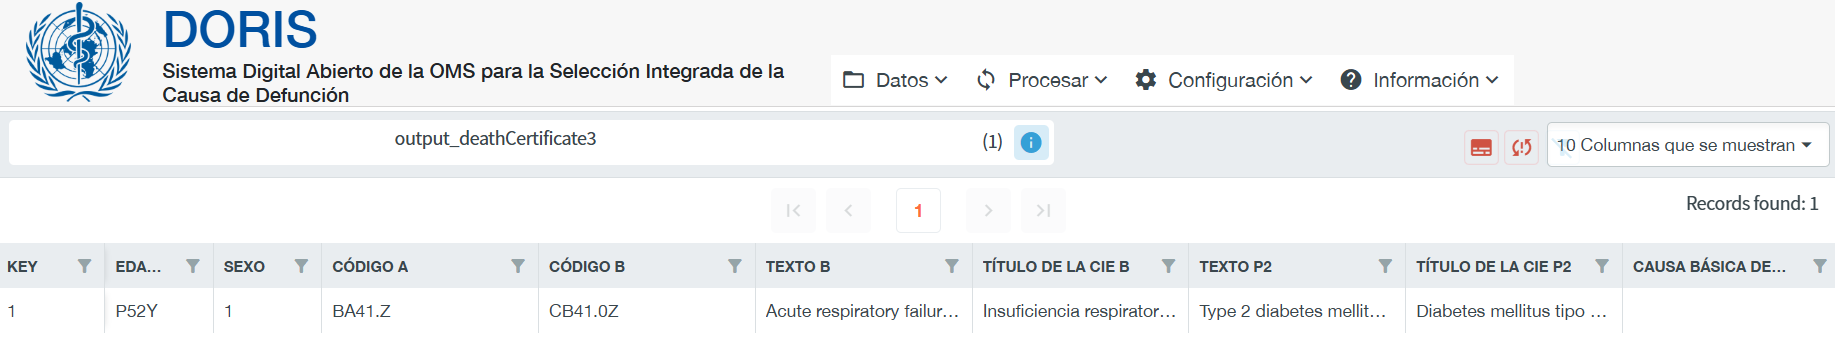 DORIS
Sistema Digital Abierto de la OMS para la Selección Integrada de la
Causa de Defunción
Datos Procesar Configuración Información
output_deathCertificate3 (1)
10 Columnas que se muestran
1
Records found: 1
KEY EDA... SEXO CÓDIGO A CÓDIGO B TEXTO B TÍTULO DE LA CIE B TEXTO P2 TÍTULO DE LA CIE P2 CAUSA BÁSICA DE...
1 P52Y 1 BA41.Z CB41.0Z Acute respiratory failur... Insuficiencia respirator... Type 2 diabetes mellit... Diabetes mellitus tipo ...